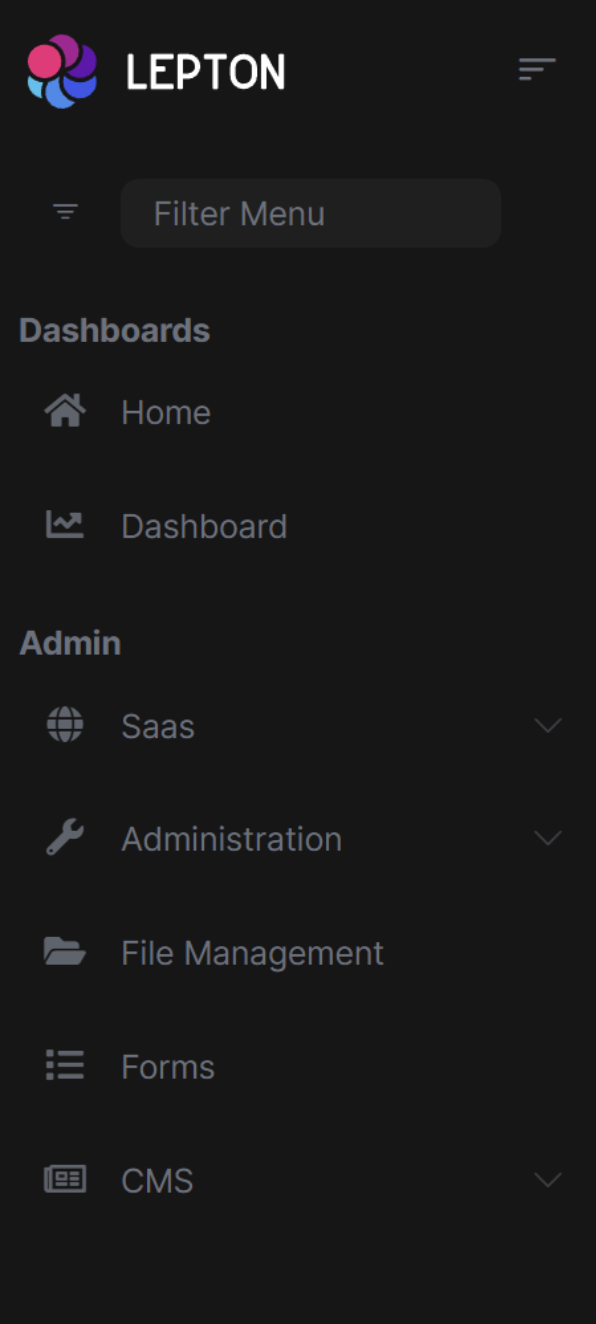 LEPTON
Filter Menu
Dashboards
Home
Dashboard
Admin
Saas
Administration
File Management
Forms
CMS